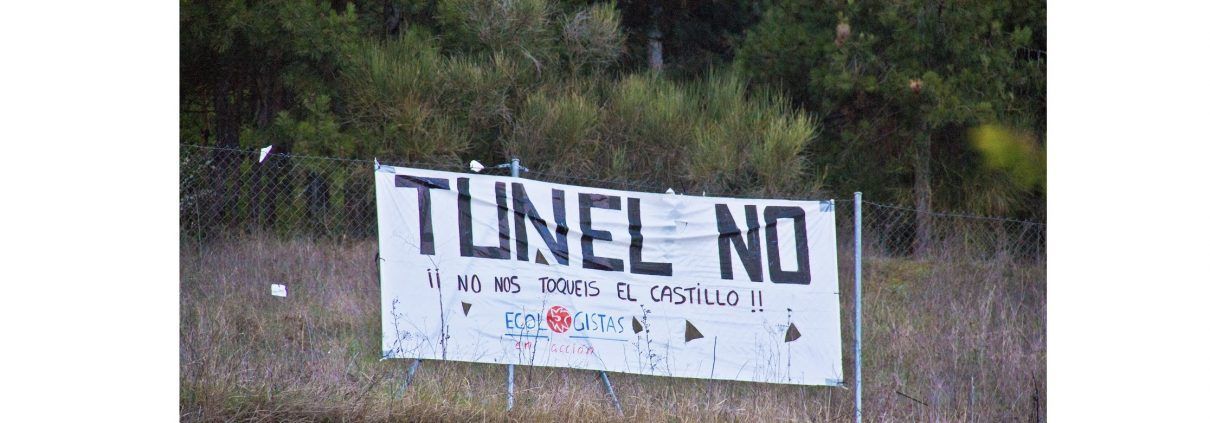 TUNEL NO
¡¡ NO NOS TOQUEIS EL CASTILLO !!
ECOLOGISTAS
en acción